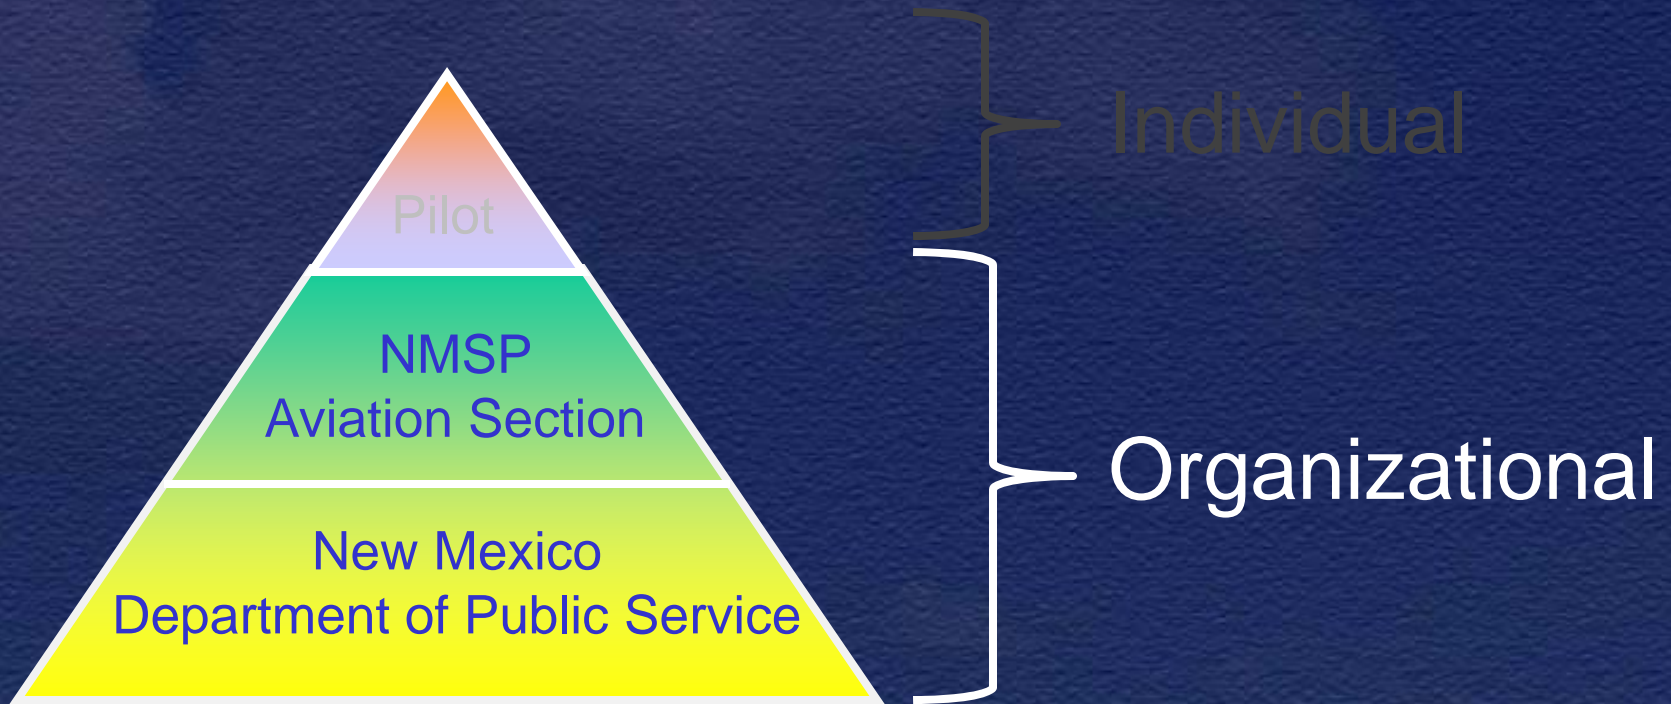 Individual
Pilot
NMSP
Aviation Section
Organizational
New Mexico
Department of Public Service